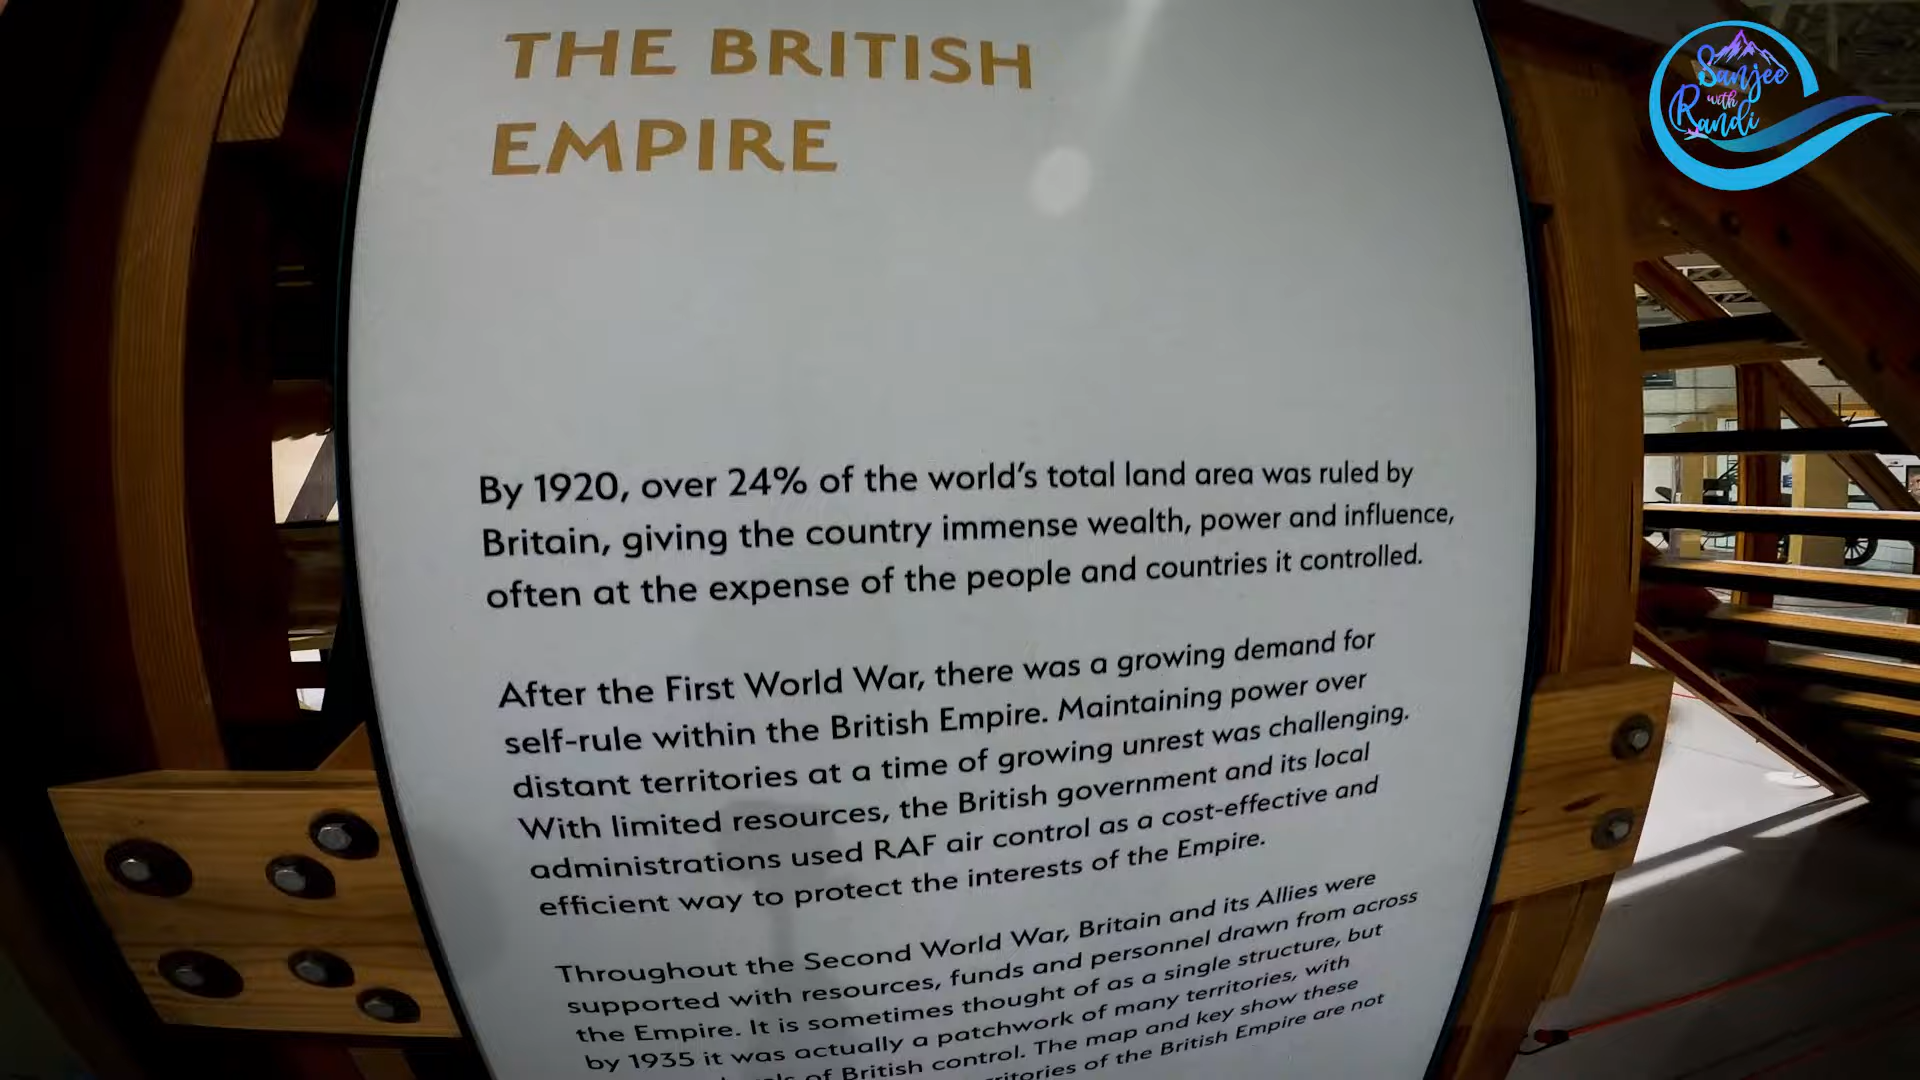 THE BRITISH
EMPIRE
Sanjee
with
Randi
By 1920, over 24% of the world's total land area was ruled by
Britain, giving the country immense wealth, power and influence,
often at the expense of the people and countries it controlled.
After the First World War, there was a growing demand for
self-rule within the British Empire. Maintaining power over
distant territories at a time of growing unrest was challenging.
With limited resources, the British government and its local
administrations used RAF air control as a cost-effective and
efficient way to protect the interests of the Empire.
Throughout the Second World War, Britain and its Allies were
supported with resources, funds and personnel drawn from across
the Empire. It is sometimes thought of as a single structure, but
by 1935 it was actually a patchwork of many territories, with
of British control. The map and key show these
of the British Empire are not